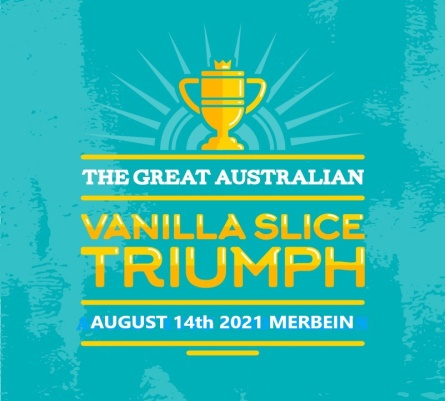 THE GREAT AUSTRALIAN
VANILLA SLICE
TRIUMPH
AUGUST 14th 2021 MERBEIN